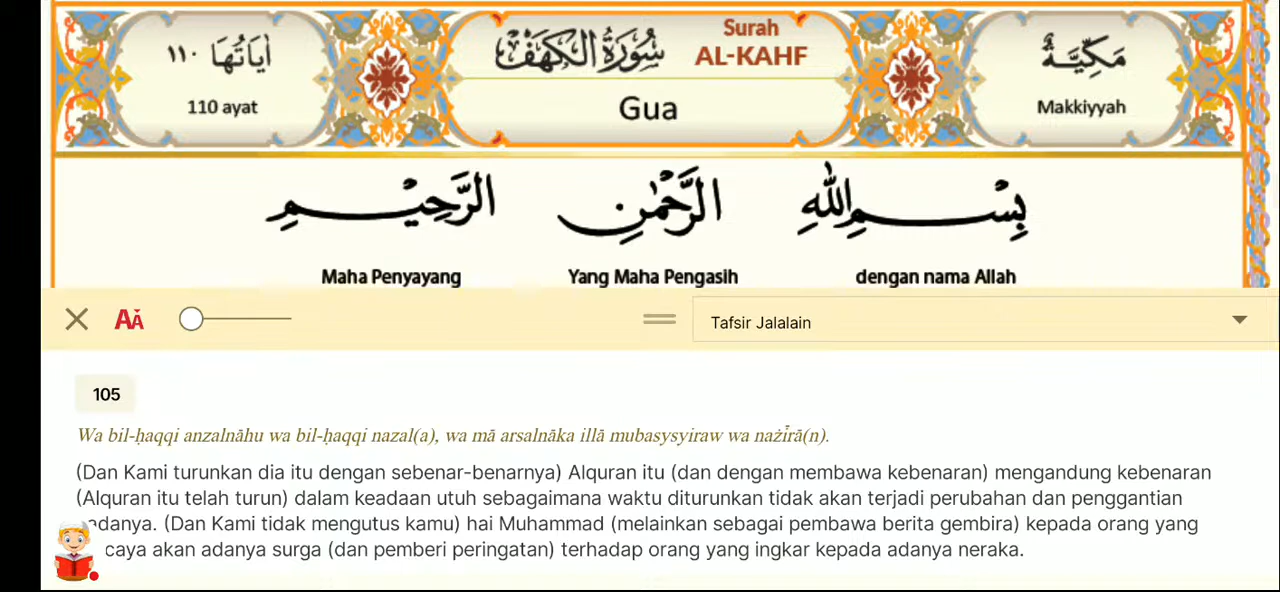 اٰيَاتُهَا ١١٠
110 ayat
سُوْرَةُ الْكَهَفْ
Surah
AL-KAHF
Gua
مَكِّيَّةٌ
Makkiyyah
بِسْمِ اللّٰهِ الرَّحْمٰنِ الرَّحِيْمِ
dengan nama Allah Yang Maha Pengasih Maha Penyayang
AA
Tafsir Jalalain
105
Wa bil-ḥaqqi anzalnāhu wa bil-ḥaqqi nazal(a), wa mā arsalnāka illā mubasysyiraw wa nażīrā(n).
(Dan Kami turunkan dia itu dengan sebenar-benarnya) Alquran itu (dan dengan membawa kebenaran) mengandung kebenaran
(Alquran itu telah turun) dalam keadaan utuh sebagaimana waktu diturunkan tidak akan terjadi perubahan dan penggantian
adanya. (Dan Kami tidak mengutus kamu) hai Muhammad (melainkan sebagai pembawa berita gembira) kepada orang yang
caya akan adanya surga (dan pemberi peringatan) terhadap orang yang ingkar kepada adanya neraka.